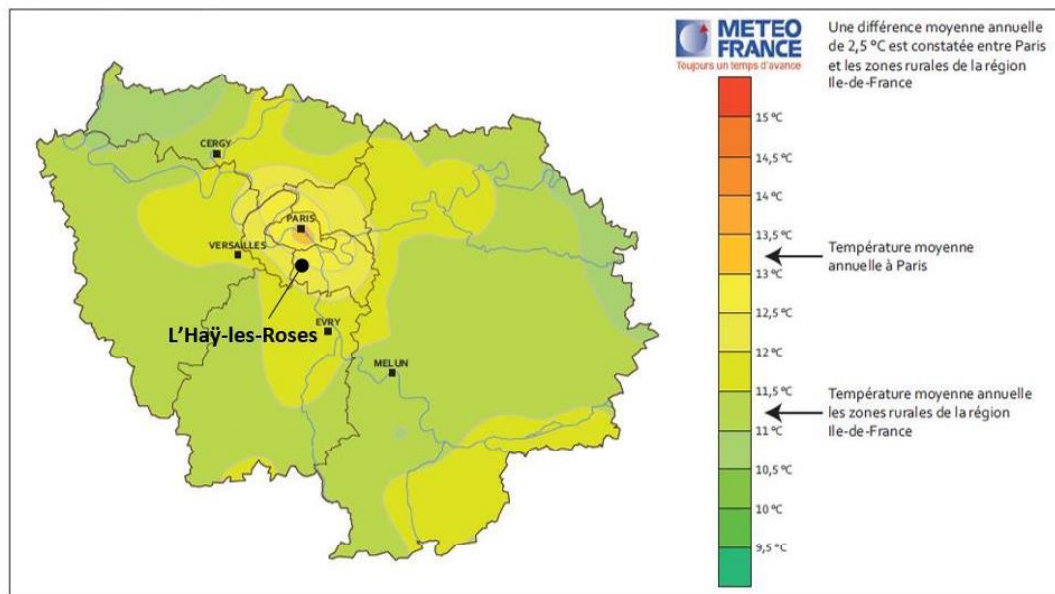 METEO
FRANCE
Toujours un temps d'avance
Une différence moyenne annuelle
de 2,5 °C est constatée entre Paris
et les zones rurales de la région
Ile-de-France
15 °C
14,5 °C
14 °C
13,5 °C
13 °C
12,5 °C
12 °C
11,5 °C
11 °C
10,5 °C
10 °C
9,5 °C
Température moyenne
annuelle à Paris
Température moyenne annuelle
les zones rurales de la région
Ile-de-France
CERGY
PARIS
VERSAILLES
L'Haÿ-les-Roses
EVRY
MELUN